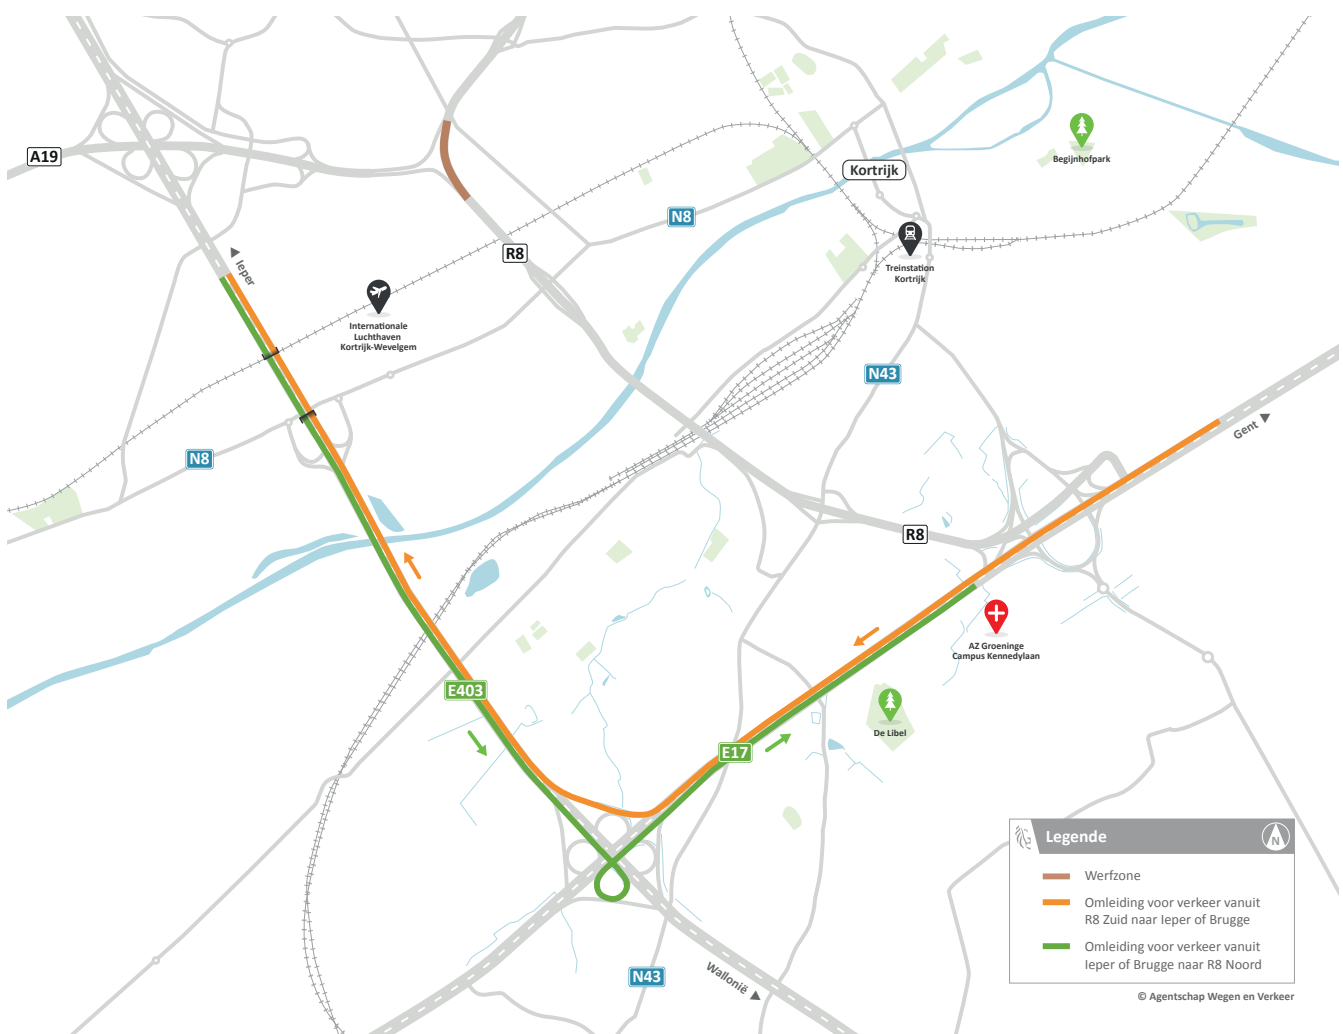 A19
Kortrijk
Begijnhofpark
N8
R8
Ieper
Treinstation
Kortrijk
Internationale
Luchthaven
Kortrijk-Wevelgem
N43
Gent
N8
R8
AZ Groeninge
Campus Kennedylaan
E403
De Libel
E17
N43
Wallonië
Legende
N
Werfzone
Omleiding voor verkeer vanuit
R8 Zuid naar Ieper of Brugge
Omleiding voor verkeer vanuit
Ieper of Brugge naar R8 Noord
© Agentschap Wegen en Verkeer